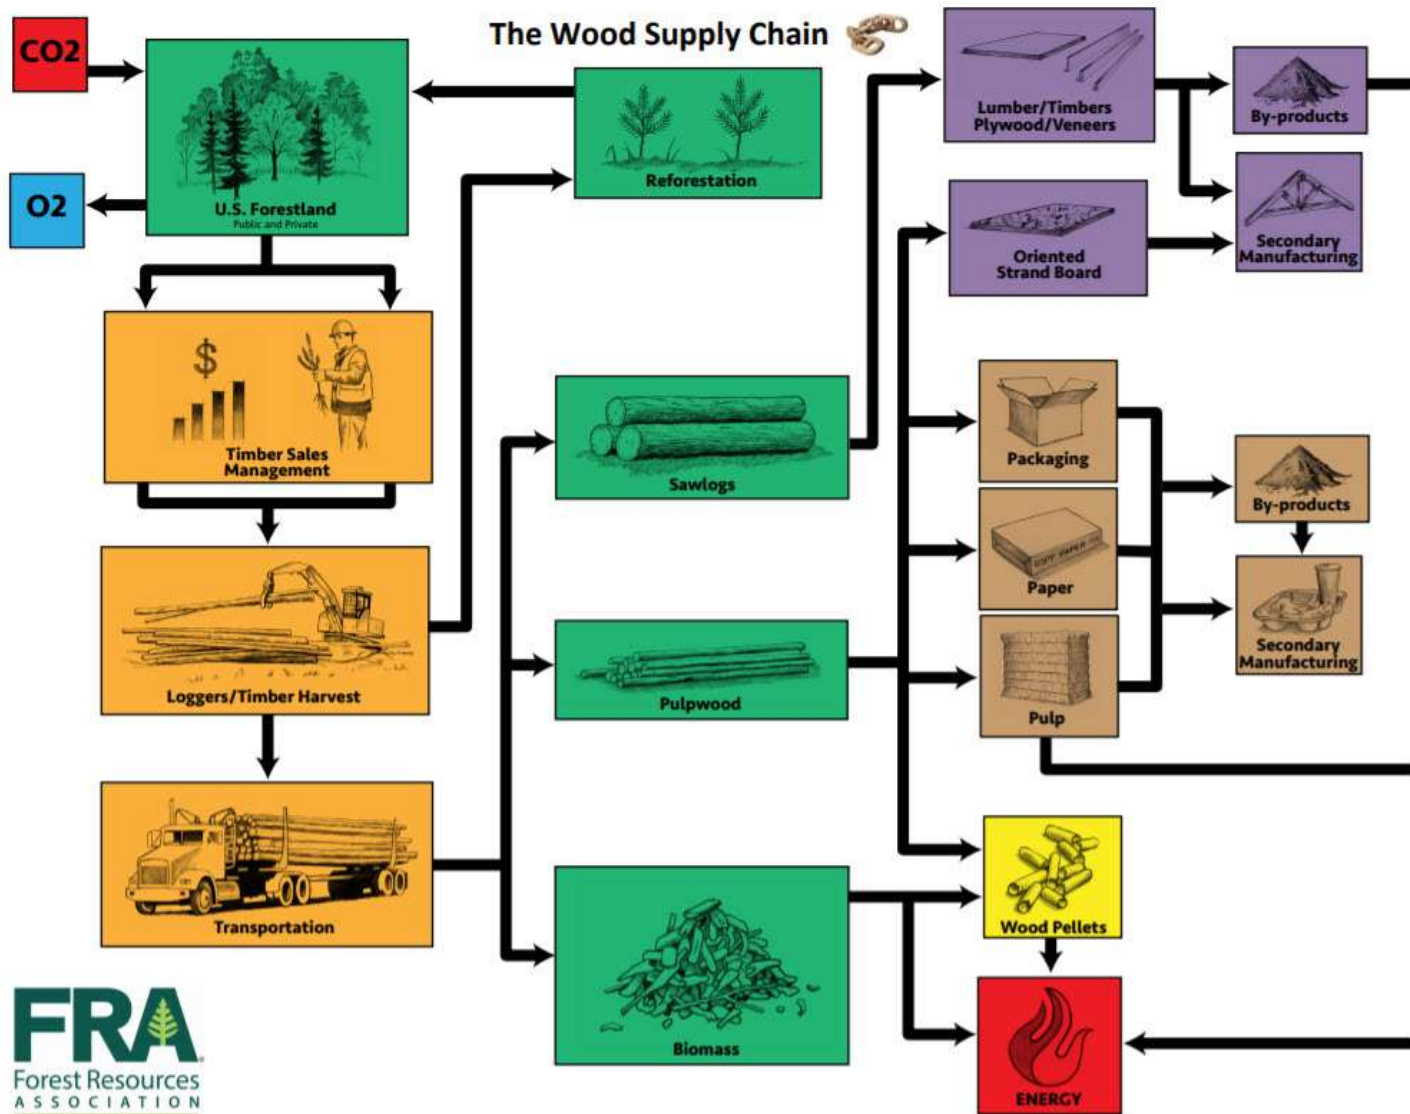 The Wood Supply Chain
CO2
O2
U.S. Forestland
Public and Private
Reforestation
Lumber/Timbers
Plywood/Veneers
By-products
Oriented
Strand Board
Secondary
Manufacturing
$
Timber Sales
Management
Sawlogs
Packaging
By-products
COPY PAPER
Paper
Secondary
Manufacturing
Loggers/Timber Harvest
Pulpwood
Pulp
Transportation
Wood Pellets
Biomass
ENERGY
FRA
Forest Resources
ASSOCIATION